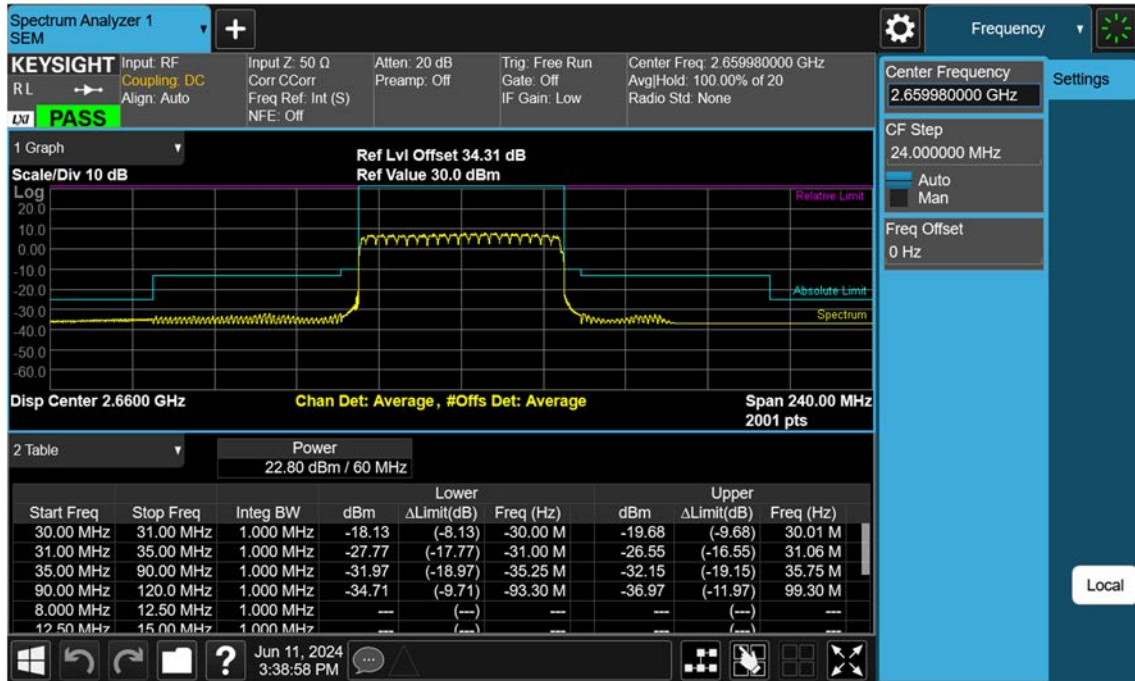 Spectrum Analyzer 1
SEM
Frequency
KEYSIGHT
RL
LXI
PASS
Input: RF
Coupling: DC
Align: Auto
Input Z: 50 Ω
Corr CCorr
Freq Ref: Int (S)
NFE: Off
Atten: 20 dB
Preamp: Off
Trig: Free Run
Gate: Off
IF Gain: Low
Center Freq: 2.659980000 GHz
Avg|Hold: 100.00% of 20
Radio Std: None
Center Frequency
2.659980000 GHz
Settings
CF Step
24.000000 MHz
Auto
Man
Freq Offset
0 Hz
Local
1 Graph
Scale/Div 10 dB
Ref Lvl Offset 34.31 dB
Ref Value 30.0 dBm
Log
20.0
10.0
0.00
-10.0
-20.0
-30.0
-40.0
-50.0
-60.0
Relative Limit
Absolute Limit
Spectrum
Disp Center 2.6600 GHz
Chan Det: Average, #Offs Det: Average
Span 240.00 MHz
2001 pts
2 Table
Power
22.80 dBm / 60 MHz
Lower Upper
Start Freq Stop Freq Integ BW dBm ΔLimit(dB) Freq (Hz) dBm ΔLimit(dB) Freq (Hz)
30.00 MHz 31.00 MHz 1.000 MHz -18.13 (-8.13) -30.00 M -19.68 (-9.68) 30.01 M
31.00 MHz 35.00 MHz 1.000 MHz -27.77 (-17.77) -31.00 M -26.55 (-16.55) 31.06 M
35.00 MHz 90.00 MHz 1.000 MHz -31.97 (-18.97) -35.25 M -32.15 (-19.15) 35.75 M
90.00 MHz 120.0 MHz 1.000 MHz -34.71 (-9.71) -93.30 M -36.97 (-11.97) 99.30 M
8.000 MHz 12.50 MHz 1.000 MHz --- (---) --- --- (---) ---
12.50 MHz 15.00 MHz 1.000 MHz --- (---) --- --- (---) ---
Jun 11, 2024
3:38:58 PM